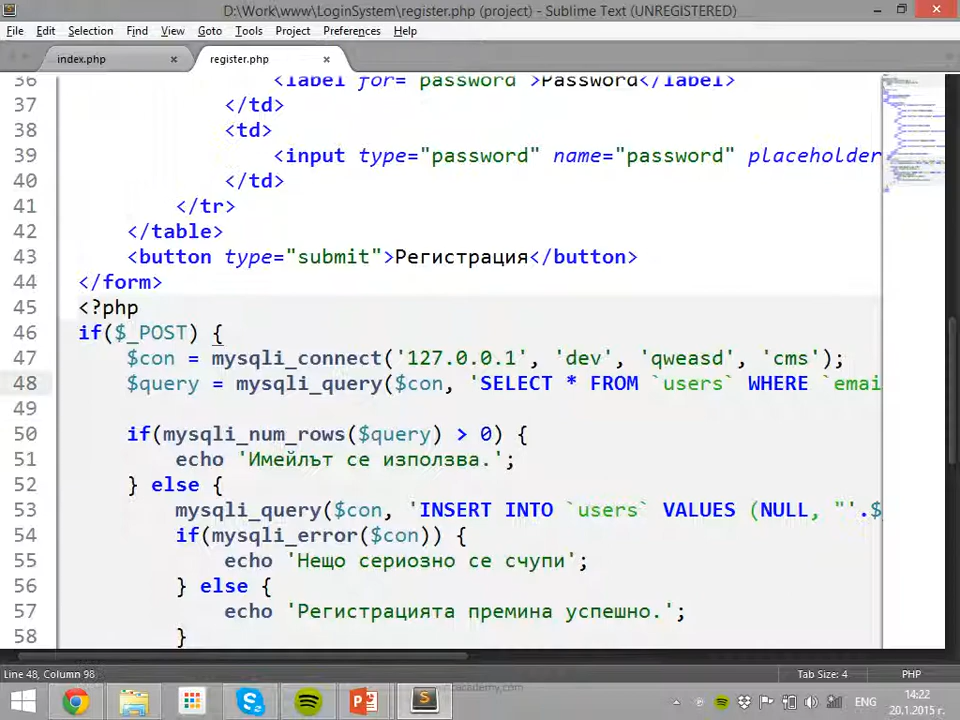 D:\Work\www\LoginSystem\register.php (project) - Sublime Text (UNREGISTERED)
File Edit Selection Find View Goto Tools Project Preferences Help
index.php × register.php ×
36 <label for="password">Password</label>
37 </td>
38 <td>
39 <input type="password" name="password" placeholder
40 </td>
41 </tr>
42 </table>
43 <button type="submit">Регистрация</button>
44 </form>
45 <?php
46 if($_POST) {
47 $con = mysqli_connect('127.0.0.1', 'dev', 'qweasd', 'cms');
48 $query = mysqli_query($con, 'SELECT * FROM `users` WHERE `emai
49
50 if(mysqli_num_rows($query) > 0) {
51 echo 'Имейлът се използва.';
52 } else {
53 mysqli_query($con, 'INSERT INTO `users` VALUES (NULL, "'.$
54 if(mysqli_error($con)) {
55 echo 'Нещо сериозно се счупи';
56 } else {
57 echo 'Регистрацията премина успешно.';
58 }
Line 48, Column 98 Tab Size: 4 PHP
ENG 14:22
20.1.2015 г.